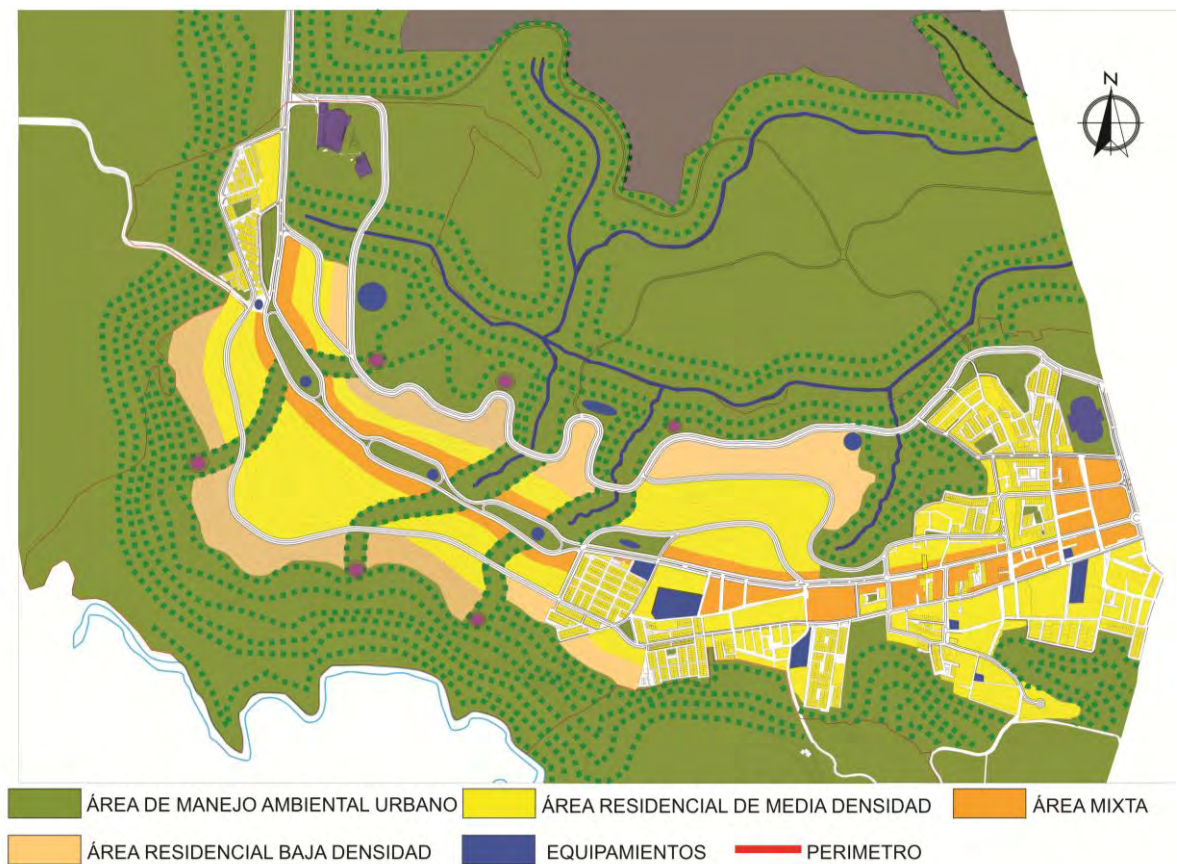 N
ÁREA DE MANEJO AMBIENTAL URBANO
ÁREA RESIDENCIAL DE MEDIA DENSIDAD
ÁREA MIXTA
ÁREA RESIDENCIAL BAJA DENSIDAD
EQUIPAMIENTOS
PERIMETRO